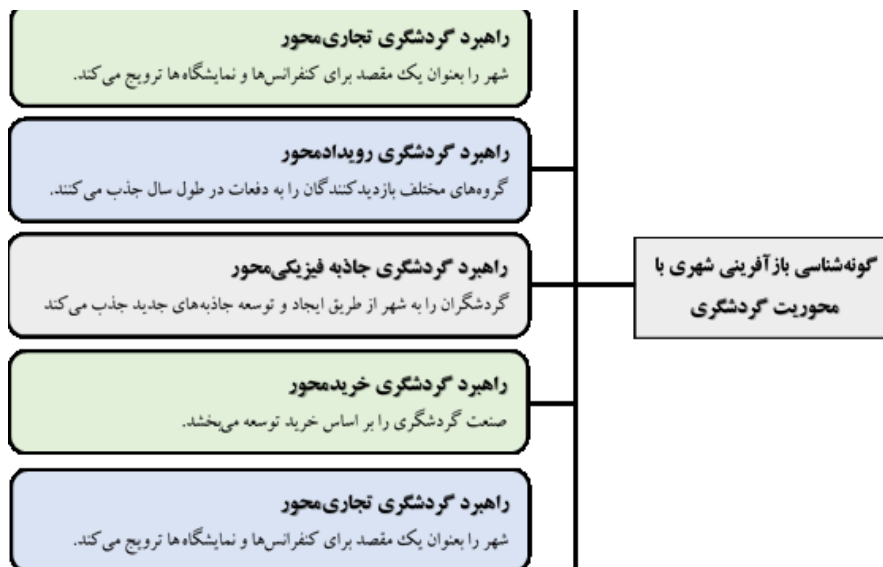 راهبرد گردشگری تجاری‌محور
شهر را بعنوان یک مقصد برای کنفرانس‌ها و نمایشگاه‌ها ترویج می‌کند.
راهبرد گردشگری رویدادمحور
گروه‌های مختلف بازدیدکنندگان را به دفعات در طول سال جذب می‌کنند.
راهبرد گردشگری جاذبه فیزیکی‌محور
گردشگران را به شهر از طریق ایجاد و توسعه جاذبه‌های جدید جذب می‌کند
راهبرد گردشگری خریدمحور
صنعت گردشگری را بر اساس خرید توسعه می‌بخشد.
راهبرد گردشگری تجاری‌محور
شهر را بعنوان یک مقصد برای کنفرانس‌ها و نمایشگاه‌ها ترویج می‌کند.
گونه‌شناسی بازآفرینی شهری با
محوریت گردشگری